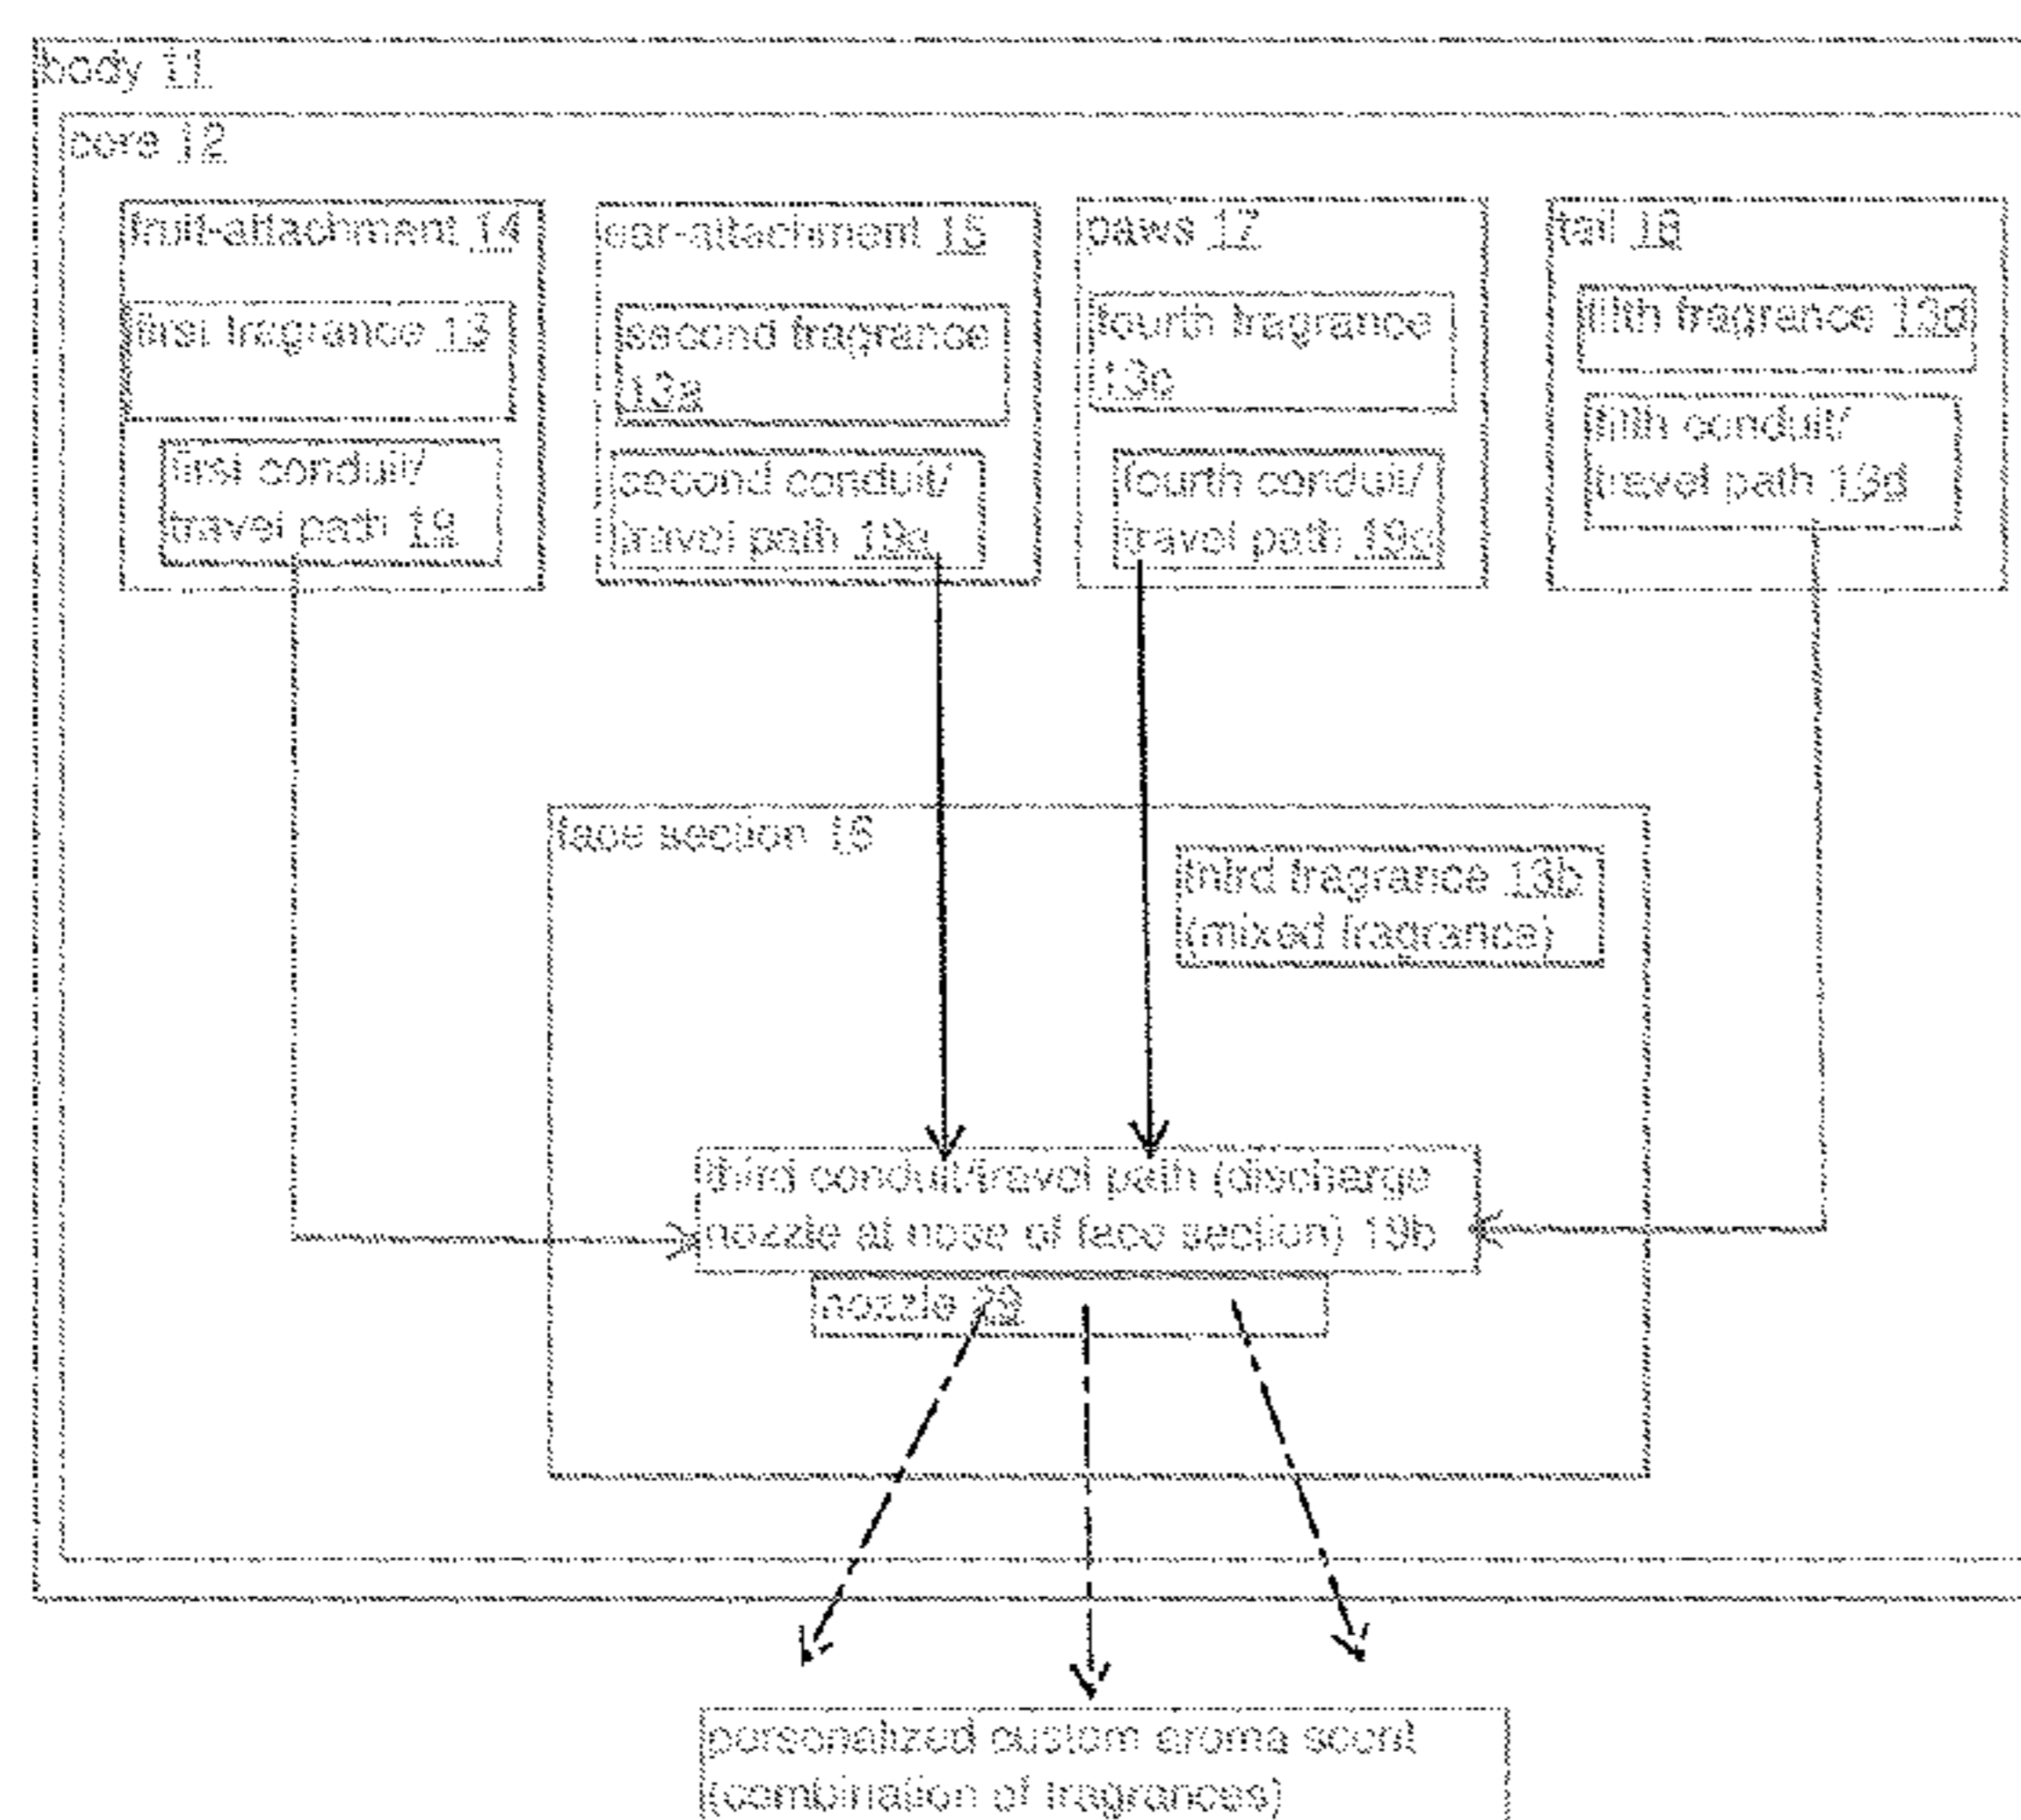 body 11
core 12
fruit-attachment 14
first fragrance 13
first conduit/
travel path 19
ear-attachment 15
second fragrance
13a
second conduit/
travel path 19a
paws 17
fourth fragrance
13c
fourth conduit/
travel path 19c
tail 18
fifth fragrance 13d
fifth conduit/
travel path 19d
face section 16
third fragrance 13b
(mixed fragrance)
third conduit/travel path (discharge
nozzle at nose of face section) 19b
nozzle
personalized custom aroma scent
(combination of fragrances)